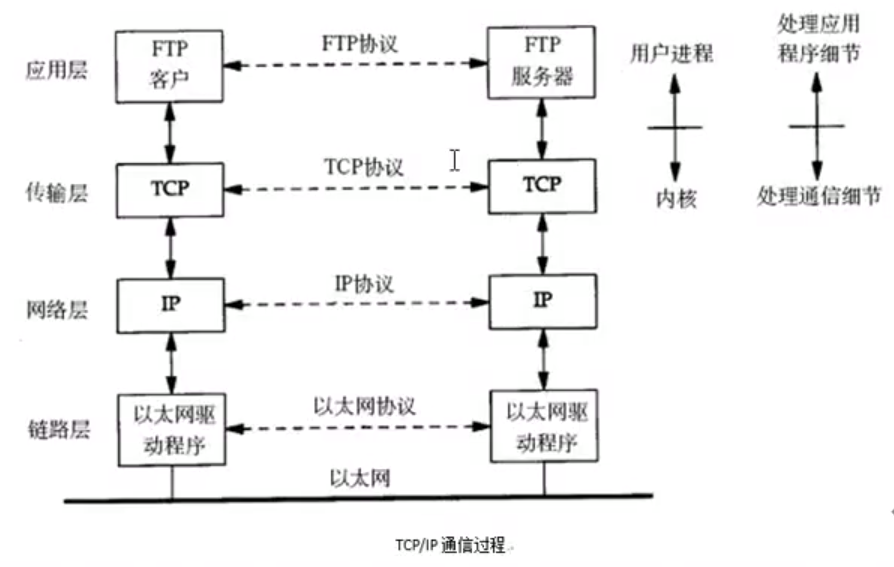 处理应用
程序细节
FTP协议
FTP
客户
FTP
服务器
用户进程
应用层
TCP协议
传输层
TCP
TCP
内核
处理通信细节
IP协议
网络层
IP
IP
以太网协议
链路层
以太网驱
动程序
以太网驱
动程序
以太网
TCP/IP 通信过程